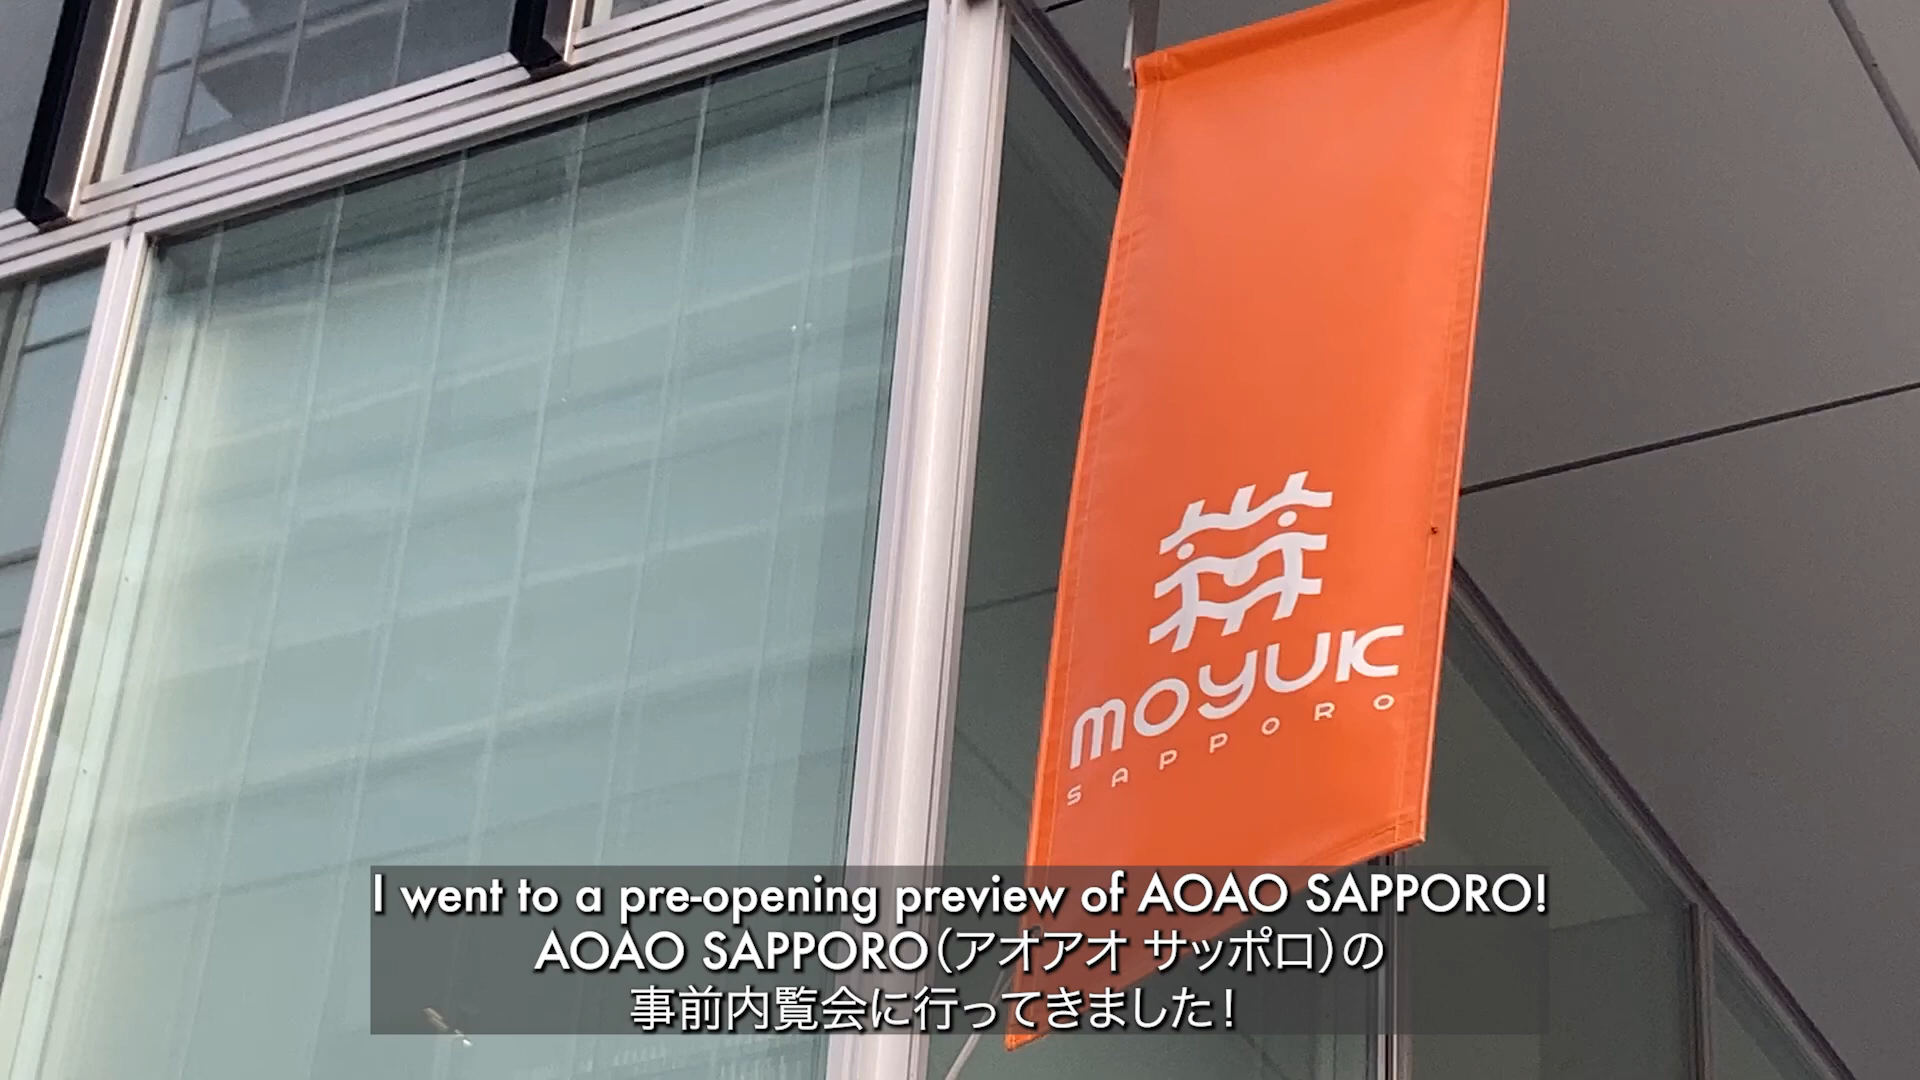 moyuk
SAPPORO
I went to a pre-opening preview of AOAO SAPPORO!
AOAO SAPPORO（アオアオ サッポロ）の
事前内覧会に行ってきました！